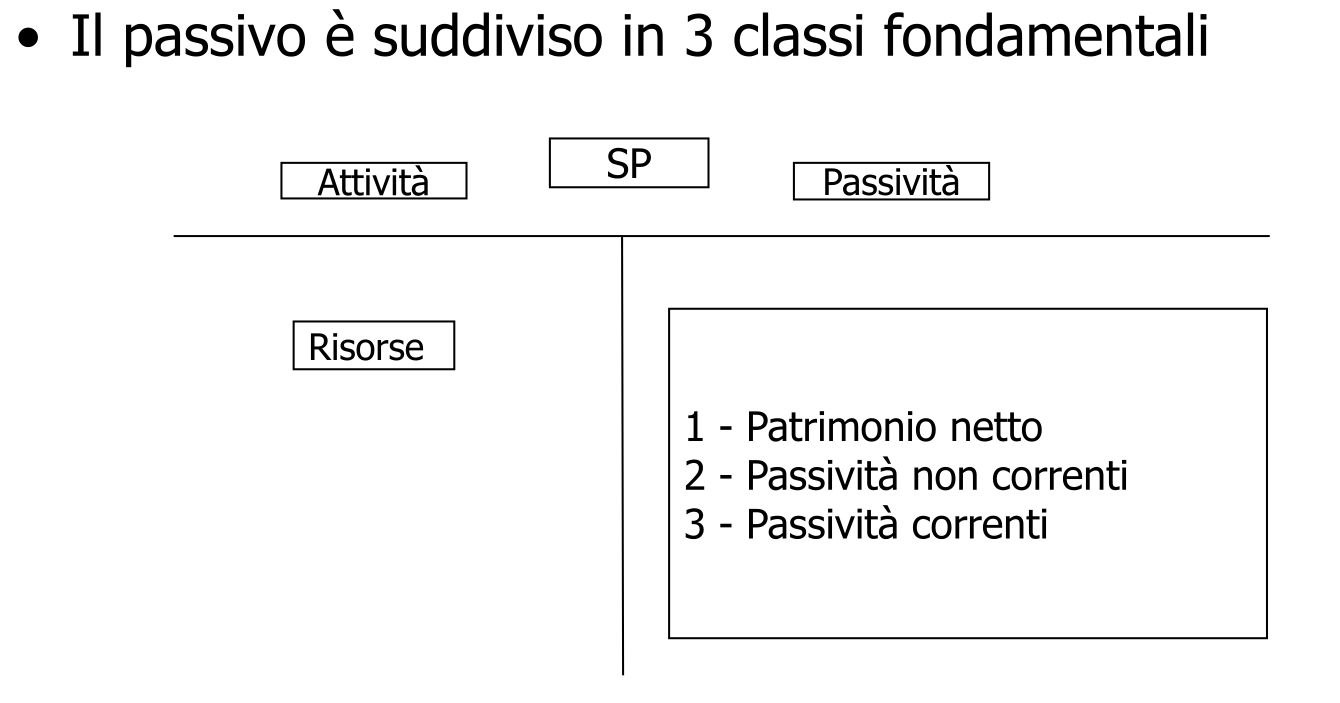 • Il passivo è suddiviso in 3 classi fondamentali
SP
Attività
Passività
Risorse
1 - Patrimonio netto
2 - Passività non correnti
3 - Passività correnti